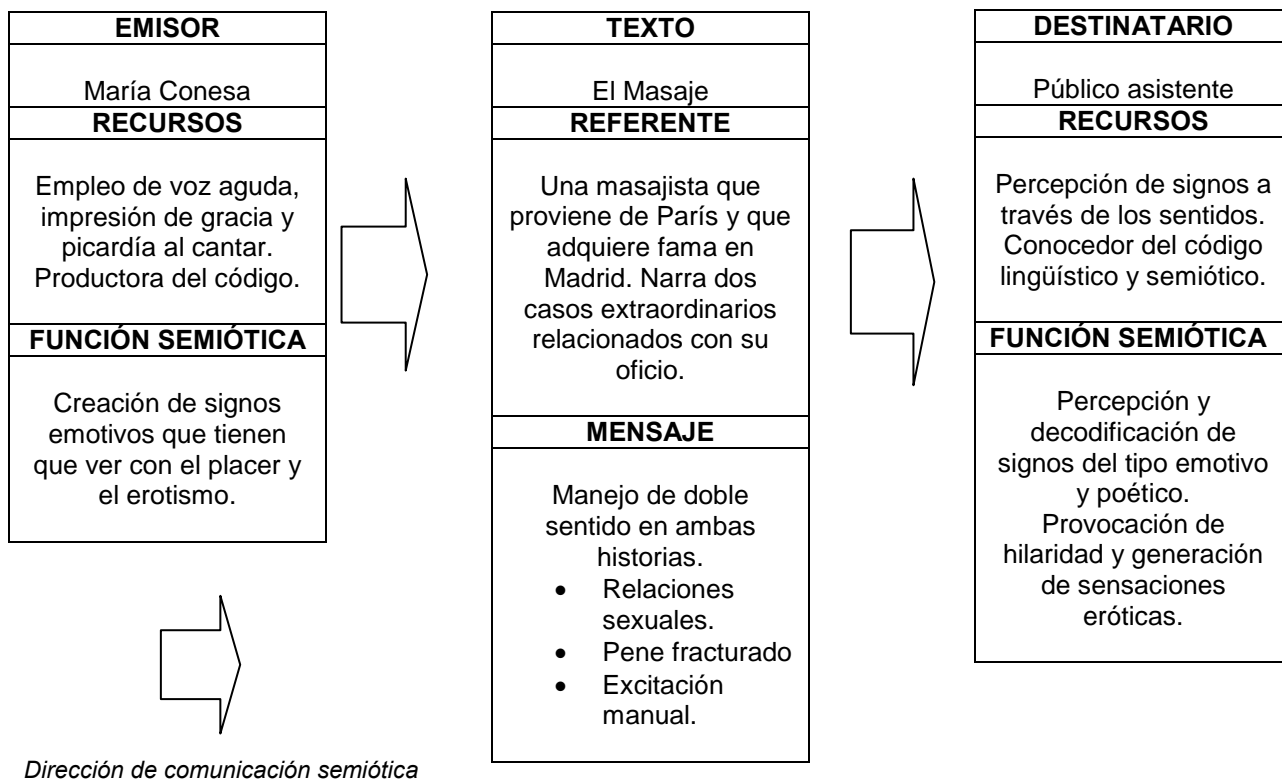 EMISOR
María Conesa
RECURSOS
Empleo de voz aguda,
impresión de gracia y
picardía al cantar.
Productora del código.
FUNCIÓN SEMIÓTICA
Creación de signos
emotivos que tienen
que ver con el placer y
el erotismo.
TEXTO
El Masaje
REFERENTE
Una masajista que
proviene de París y que
adquiere fama en
Madrid. Narra dos
casos extraordinarios
relacionados con su
oficio.
MENSAJE
Manejo de doble
sentido en ambas
historias.
• Relaciones
sexuales.
• Pene fracturado
• Excitación
manual.
DESTINATARIO
Público asistente
RECURSOS
Percepción de signos a
través de los sentidos.
Conocedor del código
lingüístico y semiótico.
FUNCIÓN SEMIÓTICA
Percepción y
decodificación de
signos del tipo emotivo
y poético.
Provocación de
hilaridad y generación
de sensaciones
eróticas.
Dirección de comunicación semiótica